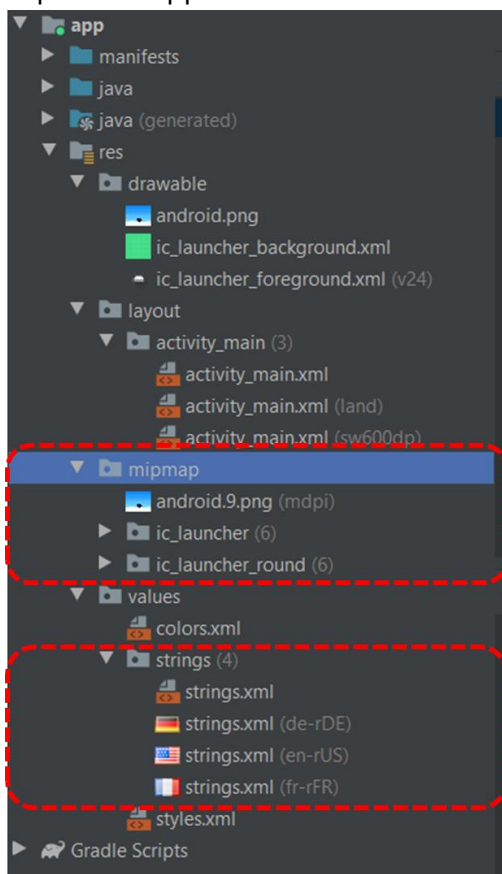 app
manifests
java
java (generated)
res
drawable
android.png
ic_launcher_background.xml
ic_launcher_foreground.xml (v24)
layout
activity_main (3)
activity_main.xml
activity_main.xml (land)
activity_main.xml (sw600dp)
mipmap
android.9.png (mdpi)
ic_launcher (6)
ic_launcher_round (6)
values
colors.xml
strings (4)
strings.xml
strings.xml (de-rDE)
strings.xml (en-rUS)
strings.xml (fr-rFR)
styles.xml
Gradle Scripts